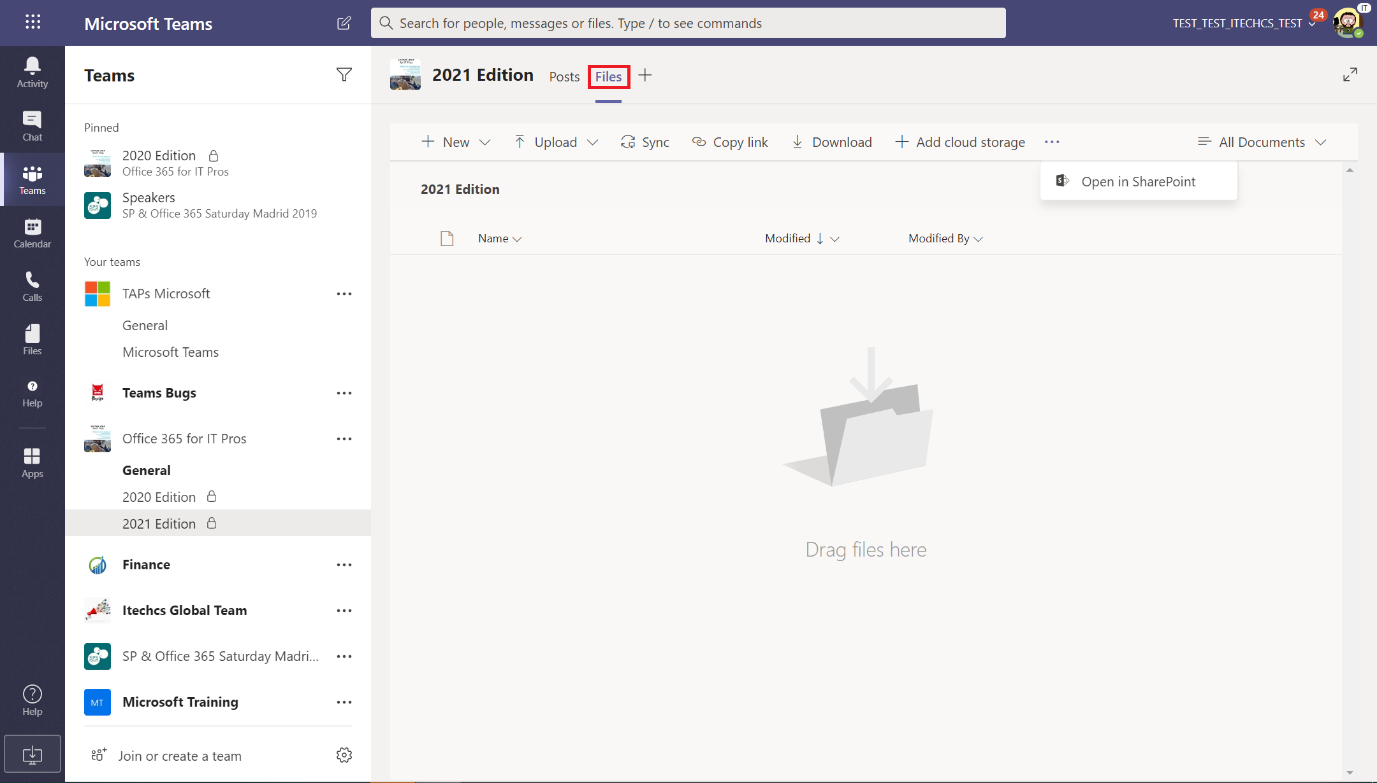 Microsoft Teams
Search for people, messages or files. Type / to see commands
TEST_TEST_ITECHCS_TEST
24
IT
Activity
Chat
Teams
Calendar
Calls
Files
Help
Apps
Help
Teams
Pinned
2020 Edition
Office 365 for IT Pros
Speakers
SP & Office 365 Saturday Madrid 2019
Your teams
TAPs Microsoft
General
Microsoft Teams
Teams Bugs
Office 365 for IT Pros
General
2020 Edition
2021 Edition
Finance
Itechcs Global Team
SP & Office 365 Saturday Madri...
MT
Microsoft Training
Join or create a team
2021 Edition Posts Files
New Upload Sync Copy link Download Add cloud storage All Documents
Open in SharePoint
2021 Edition
Name Modified Modified By
Drag files here